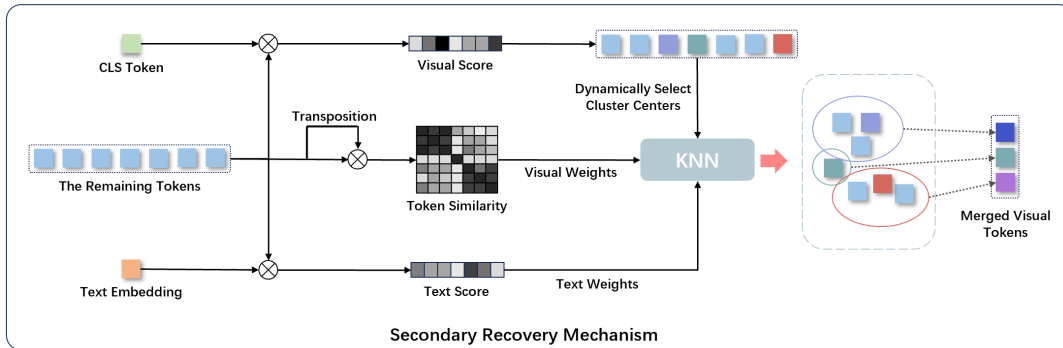 CLS Token
Visual Score
Dynamically Select
Cluster Centers
Transposition
The Remaining Tokens
Token Similarity
Visual Weights
KNN
Merged Visual
Tokens
Text Embedding
Text Score
Text Weights
Secondary Recovery Mechanism